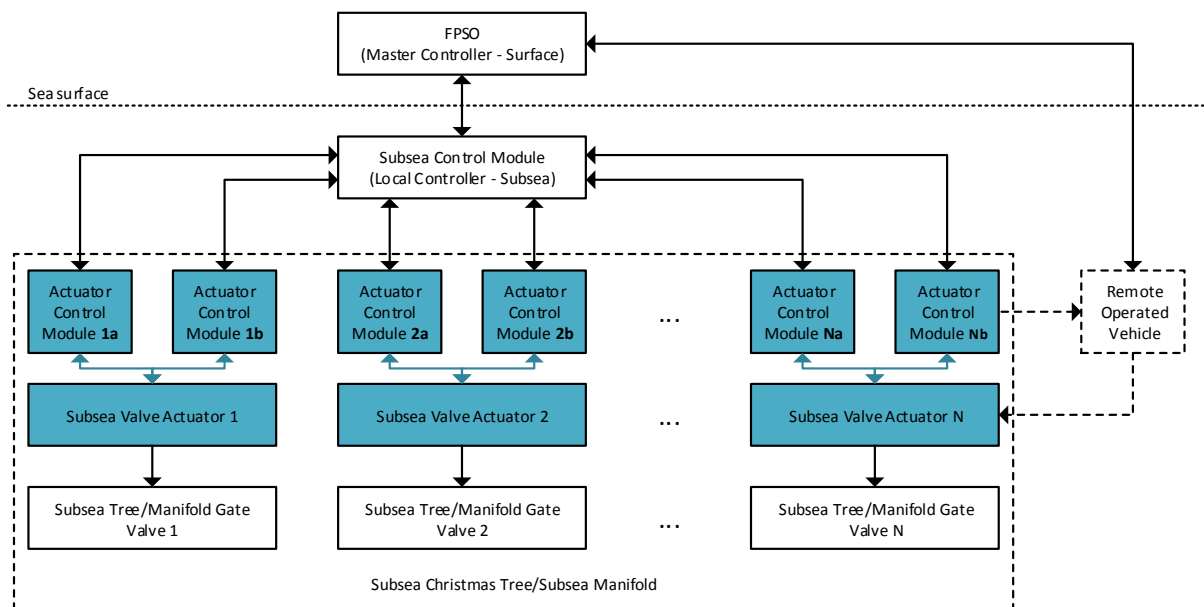 FPSO
(Master Controller - Surface)
Sea surface
Subsea Control Module
(Local Controller - Subsea)
Actuator
Control
Module 1a
Actuator
Control
Module 1b
Actuator
Control
Module 2a
Actuator
Control
Module 2b
...
Actuator
Control
Module Na
Actuator
Control
Module Nb
Remote
Operated
Vehicle
Subsea Valve Actuator 1
Subsea Valve Actuator 2
...
Subsea Valve Actuator N
Subsea Tree/Manifold Gate
Valve 1
Subsea Tree/Manifold Gate
Valve 2
...
Subsea Tree/Manifold Gate
Valve N
Subsea Christmas Tree/Subsea Manifold